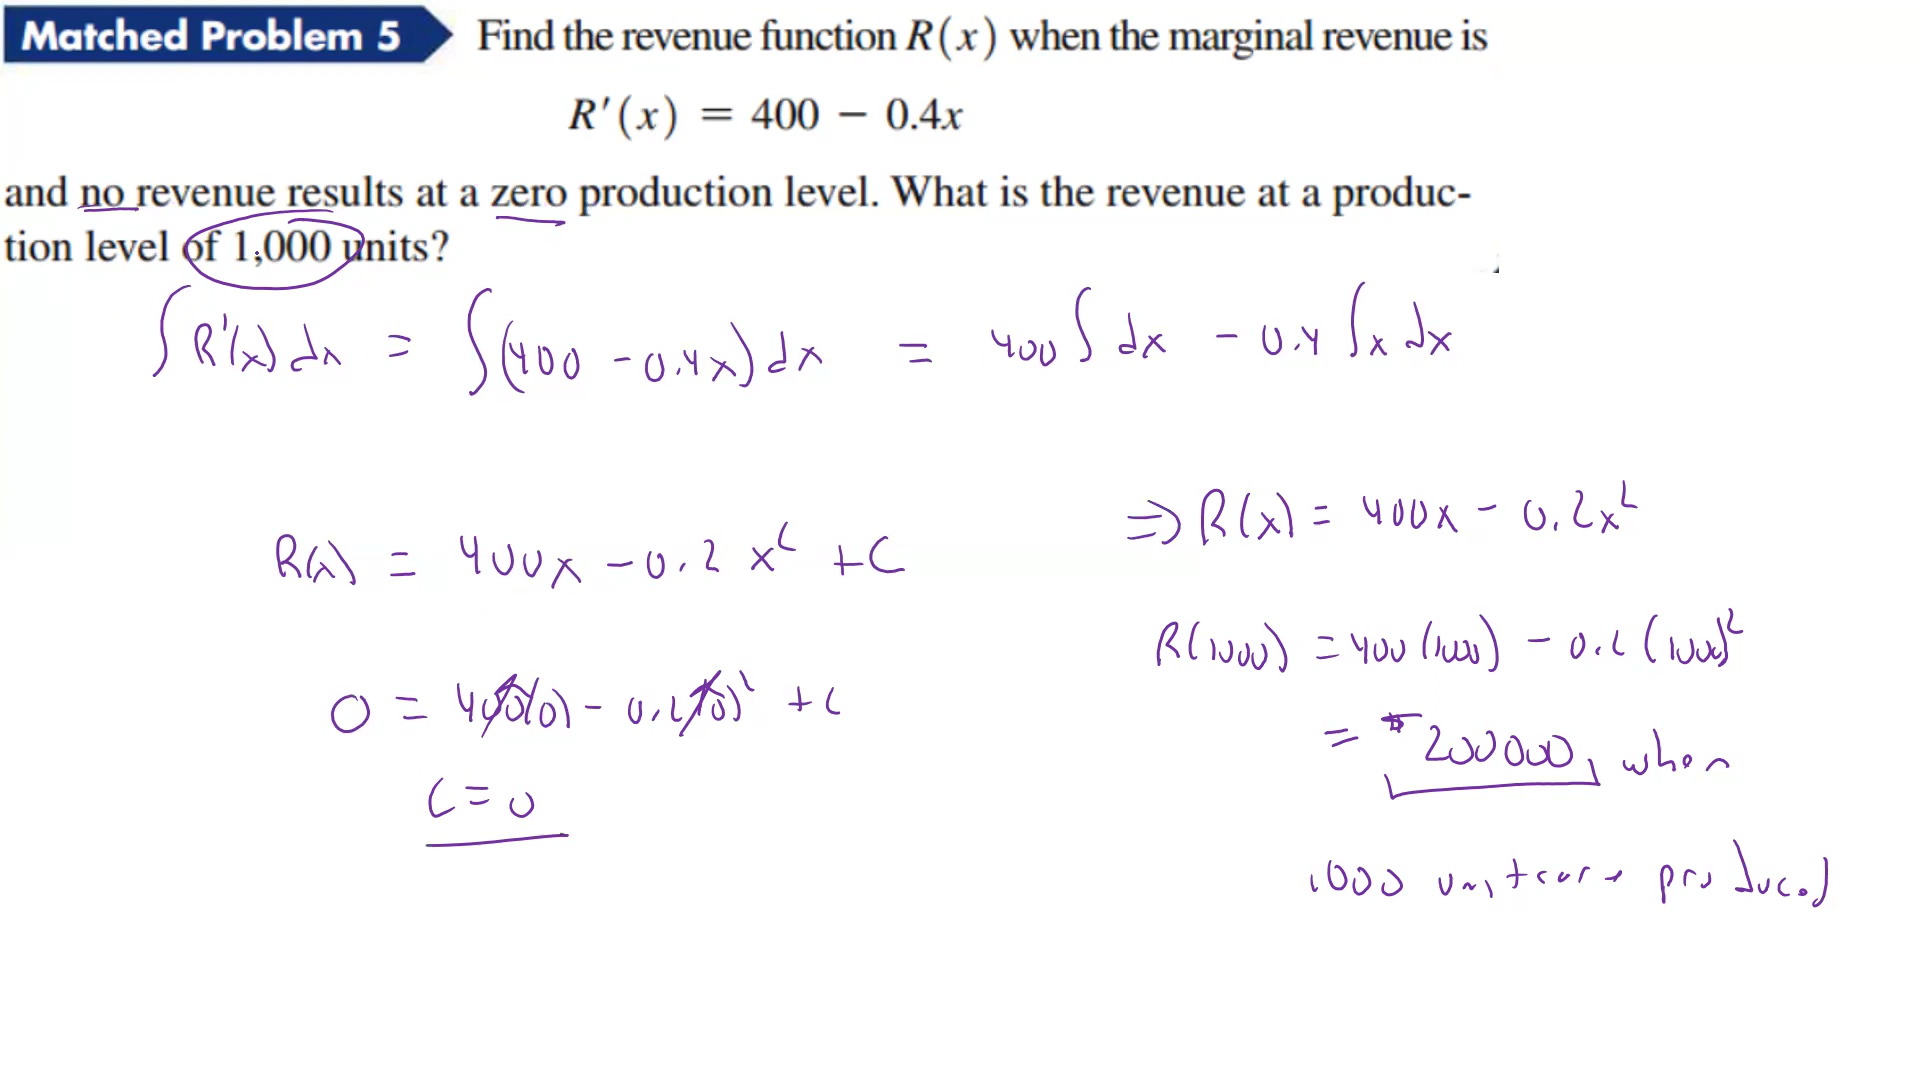 Matched Problem 5 Find the revenue function R(x) when the marginal revenue is
R′(x) = 400 − 0.4x
and no revenue results at a zero production level. What is the revenue at a produc-
tion level of 1,000 units?
∫ R'(x) dx = ∫(400 - 0.4x) dx = 400 ∫ dx - 0.4 ∫x dx
R(x) = 400x - 0.2 x² + C
0 = 400(0) - 0.2(0)² + C
C = 0
⇒ R(x) = 400x - 0.2x²
R(1000) = 400(1000) - 0.2(1000)²
= $200000, when
1000 units are produced